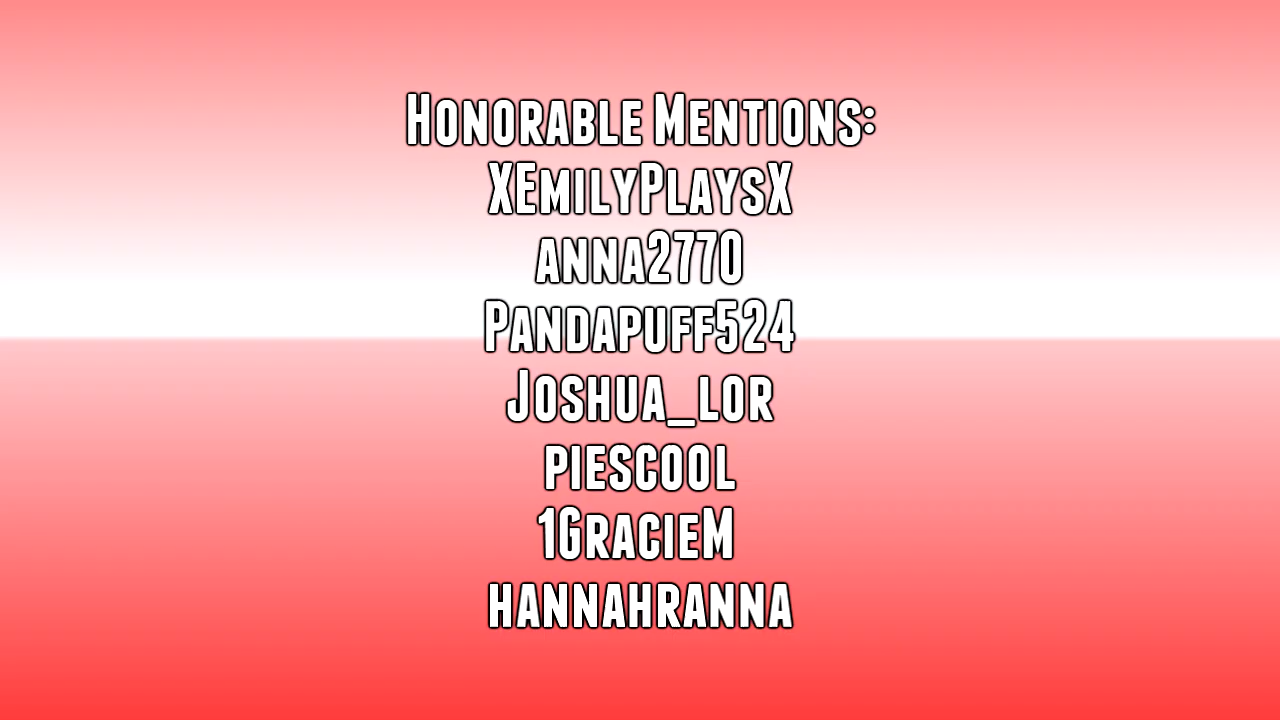 Honorable Mentions:
XEmilyPlaysX
anna2770
Pandapuff524
Joshua_lor
piescool
1GracieM
hannahranna